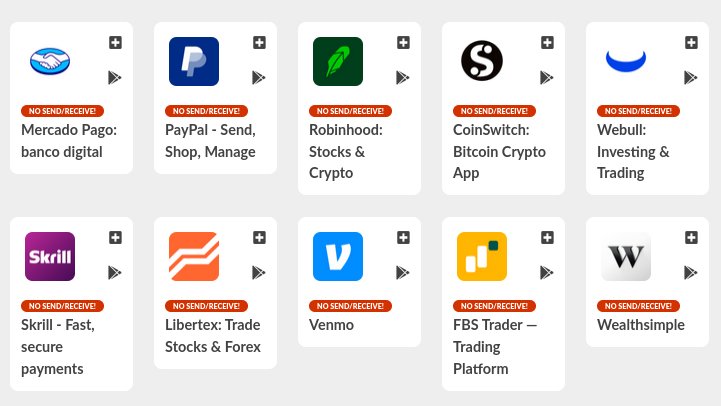 NO SEND/RECEIVE!
Mercado Pago:
banco digital
NO SEND/RECEIVE!
PayPal - Send,
Shop, Manage
NO SEND/RECEIVE!
Robinhood:
Stocks &
Crypto
NO SEND/RECEIVE!
CoinSwitch:
Bitcoin Crypto
App
NO SEND/RECEIVE!
Webull:
Investing &
Trading
Skrill
NO SEND/RECEIVE!
Skrill - Fast,
secure
payments
NO SEND/RECEIVE!
Libertex: Trade
Stocks & Forex
V
NO SEND/RECEIVE!
Venmo
NO SEND/RECEIVE!
FBS Trader —
Trading
Platform
W
NO SEND/RECEIVE!
Wealthsimple